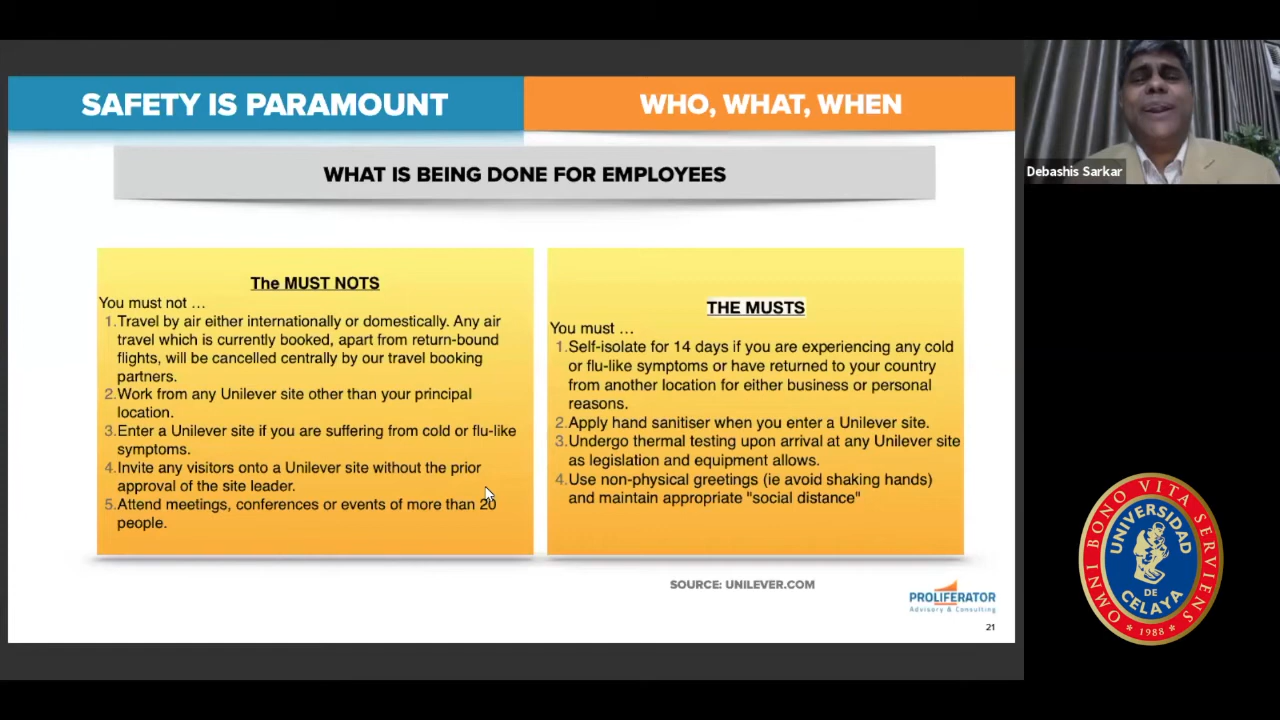 SAFETY IS PARAMOUNT
WHO, WHAT, WHEN
WHAT IS BEING DONE FOR EMPLOYEES
The MUST NOTS
You must not …
1.Travel by air either internationally or domestically. Any air
travel which is currently booked, apart from return-bound
flights, will be cancelled centrally by our travel booking
partners.
2.Work from any Unilever site other than your principal
location.
3.Enter a Unilever site if you are suffering from cold or flu-like
symptoms.
4.Invite any visitors onto a Unilever site without the prior
approval of the site leader.
5.Attend meetings, conferences or events of more than 20
people.
THE MUSTS
You must …
1.Self-isolate for 14 days if you are experiencing any cold
or flu-like symptoms or have returned to your country
from another location for either business or personal
reasons.
2.Apply hand sanitiser when you enter a Unilever site.
3.Undergo thermal testing upon arrival at any Unilever site
as legislation and equipment allows.
4.Use non-physical greetings (ie avoid shaking hands)
and maintain appropriate "social distance"
SOURCE: UNILEVER.COM
PROLIFERATOR
Advisory & Consulting
21
Debashis Sarkar
OMNI BONO VITA SERVIENS
UNIVERSIDAD
DE
CELAYA
* 1988 *